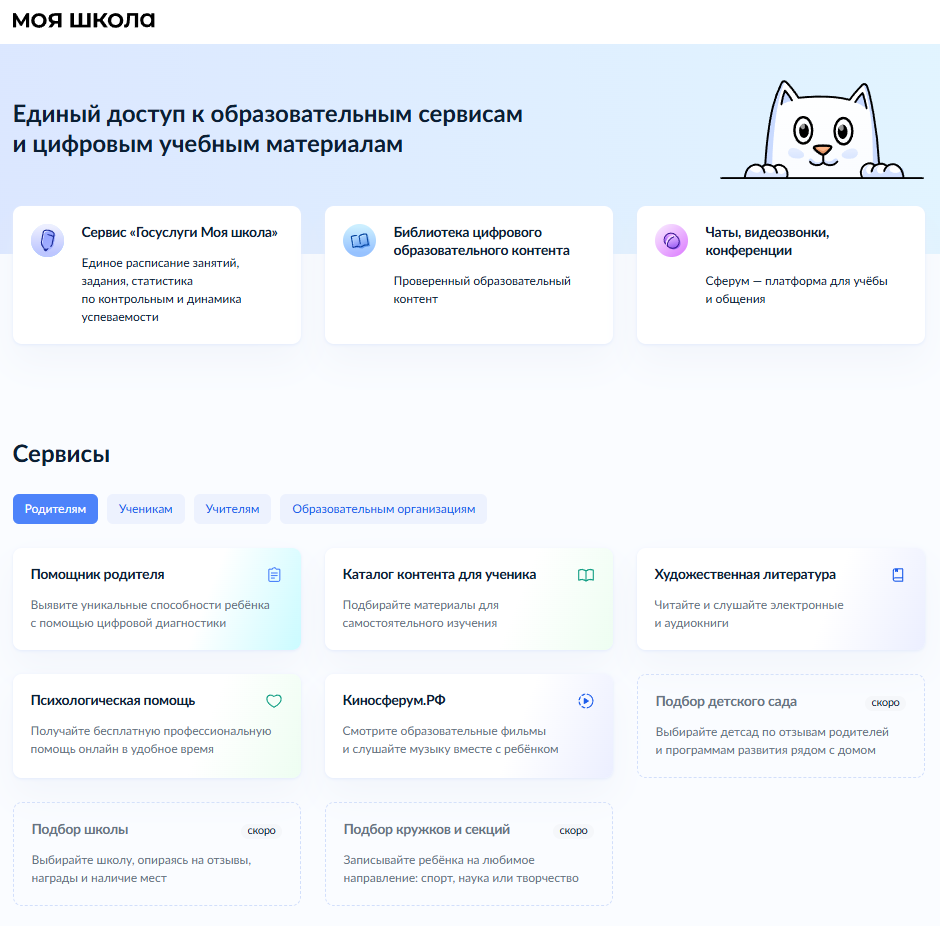 моя школа
Единый доступ к образовательным сервисам
и цифровым учебным материалам
Сервис «Госуслуги Моя школа»
Единое расписание занятий,
задания, статистика
по контрольным и динамика
успеваемости
Библиотека цифрового
образовательного контента
Проверенный образовательный
контент
Чаты, видеозвонки,
конференции
Сферум — платформа для учёбы
и общения
Сервисы
Родителям
Ученикам
Учителям
Образовательным организациям
Помощник родителя
Выявите уникальные способности ребёнка
с помощью цифровой диагностики
Каталог контента для ученика
Подбирайте материалы для
самостоятельного изучения
Художественная литература
Читайте и слушайте электронные
и аудиокниги
Психологическая помощь
Получайте бесплатную профессиональную
помощь онлайн в удобное время
Киносферум.РФ
Смотрите образовательные фильмы
и слушайте музыку вместе с ребёнком
Подбор детского сада
скоро
Выбирайте детсад по отзывам родителей
и программам развития рядом с домом
Подбор школы
скоро
Выбирайте школу, опираясь на отзывы,
награды и наличие мест
Подбор кружков и секций
скоро
Записывайте ребёнка на любимое
направление: спорт, наука или творчество